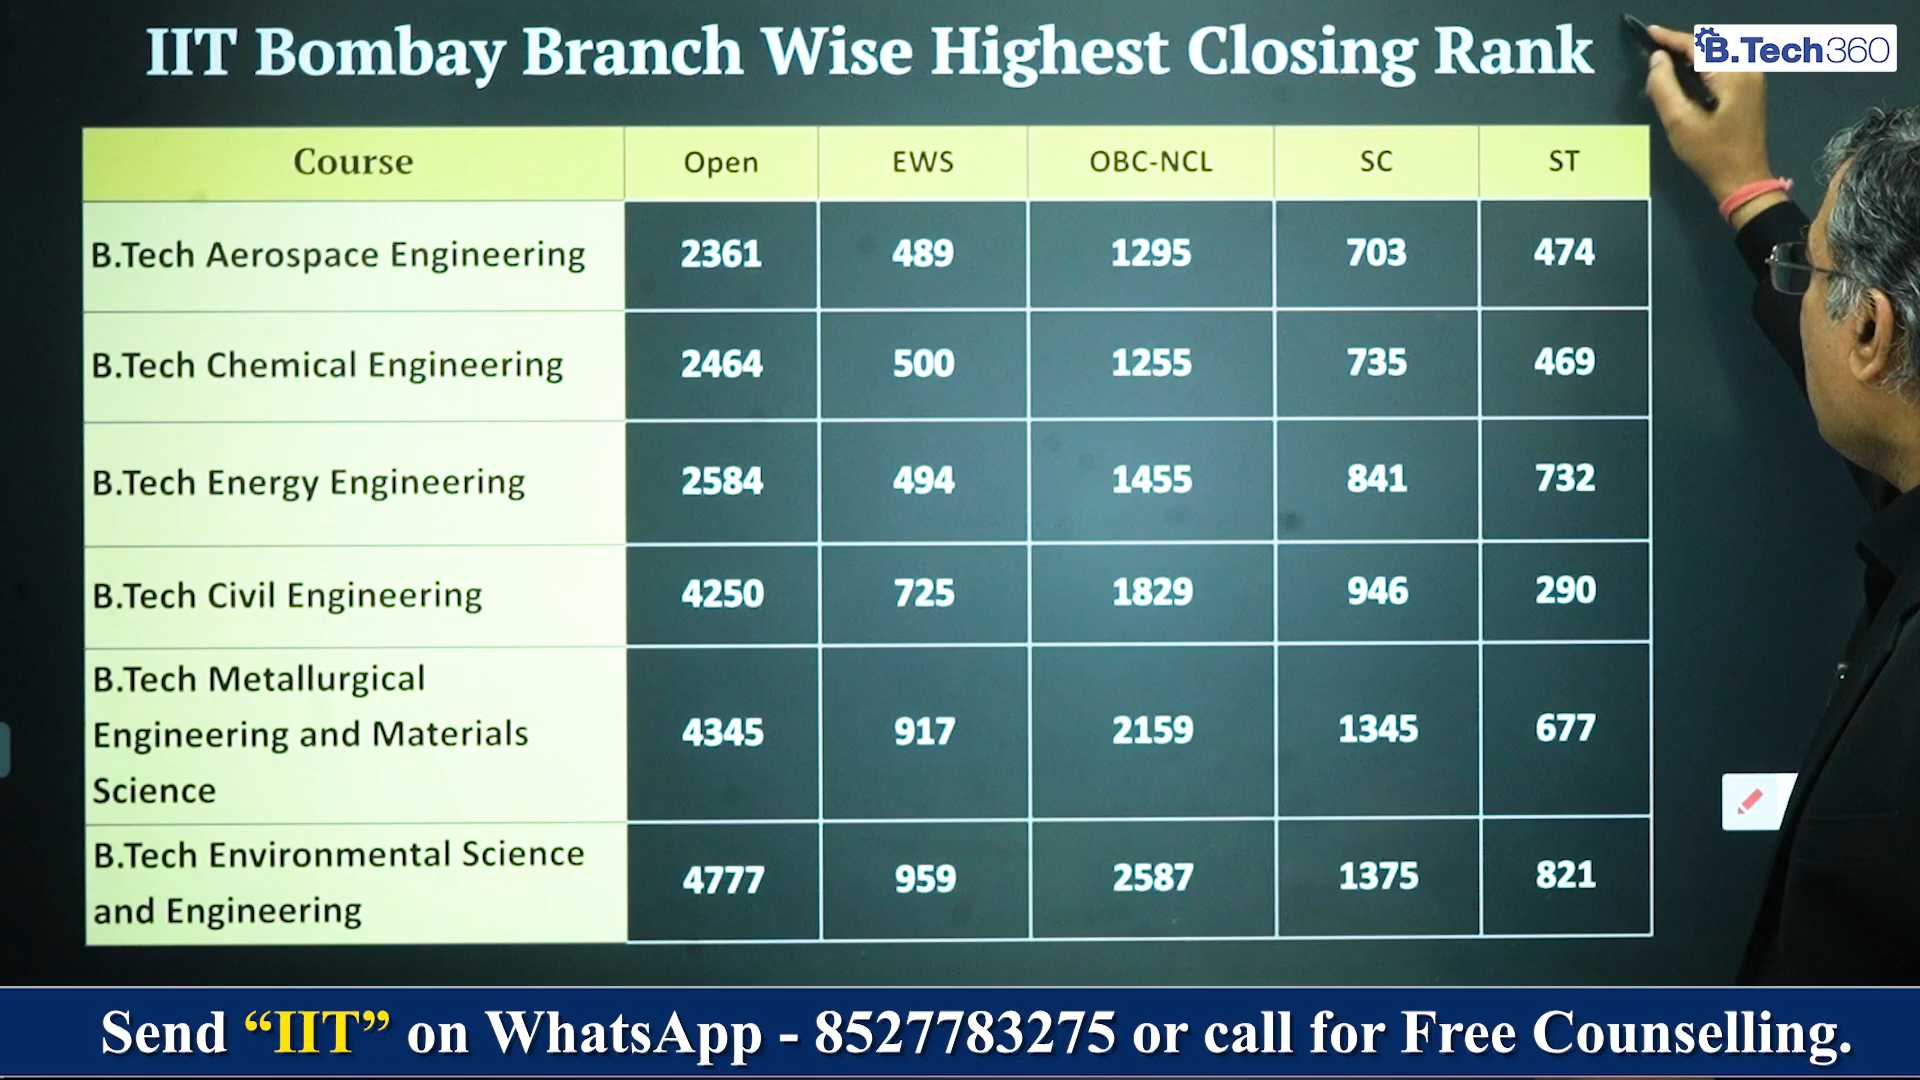 IIT Bombay Branch Wise Highest Closing Rank
B.Tech360
Course Open EWS OBC-NCL SC ST
B.Tech Aerospace Engineering 2361 489 1295 703 474
B.Tech Chemical Engineering 2464 500 1255 735 469
B.Tech Energy Engineering 2584 494 1455 841 732
B.Tech Civil Engineering 4250 725 1829 946 290
B.Tech Metallurgical
Engineering and Materials 4345 917 2159 1345 677
Science
B.Tech Environmental Science
and Engineering 4777 959 2587 1375 821
Send “IIT” on WhatsApp - 8527783275 or call for Free Counselling.